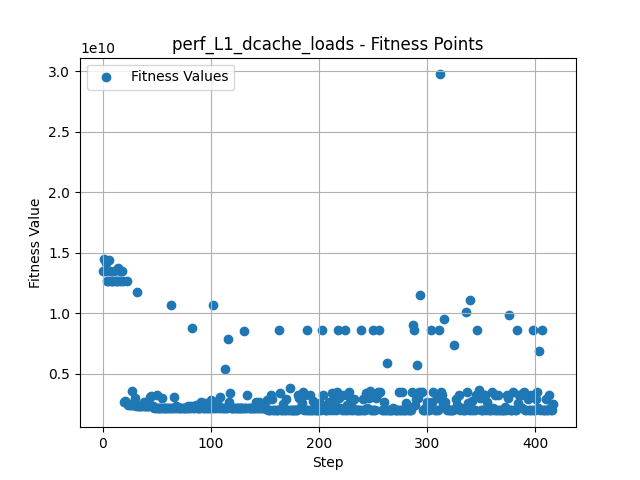 perf_L1_dcache_loads - Fitness Points
1e10
Fitness Values
3.0
2.5
2.0
1.5
1.0
0.5
Fitness Value
0
100
200
300
400
Step